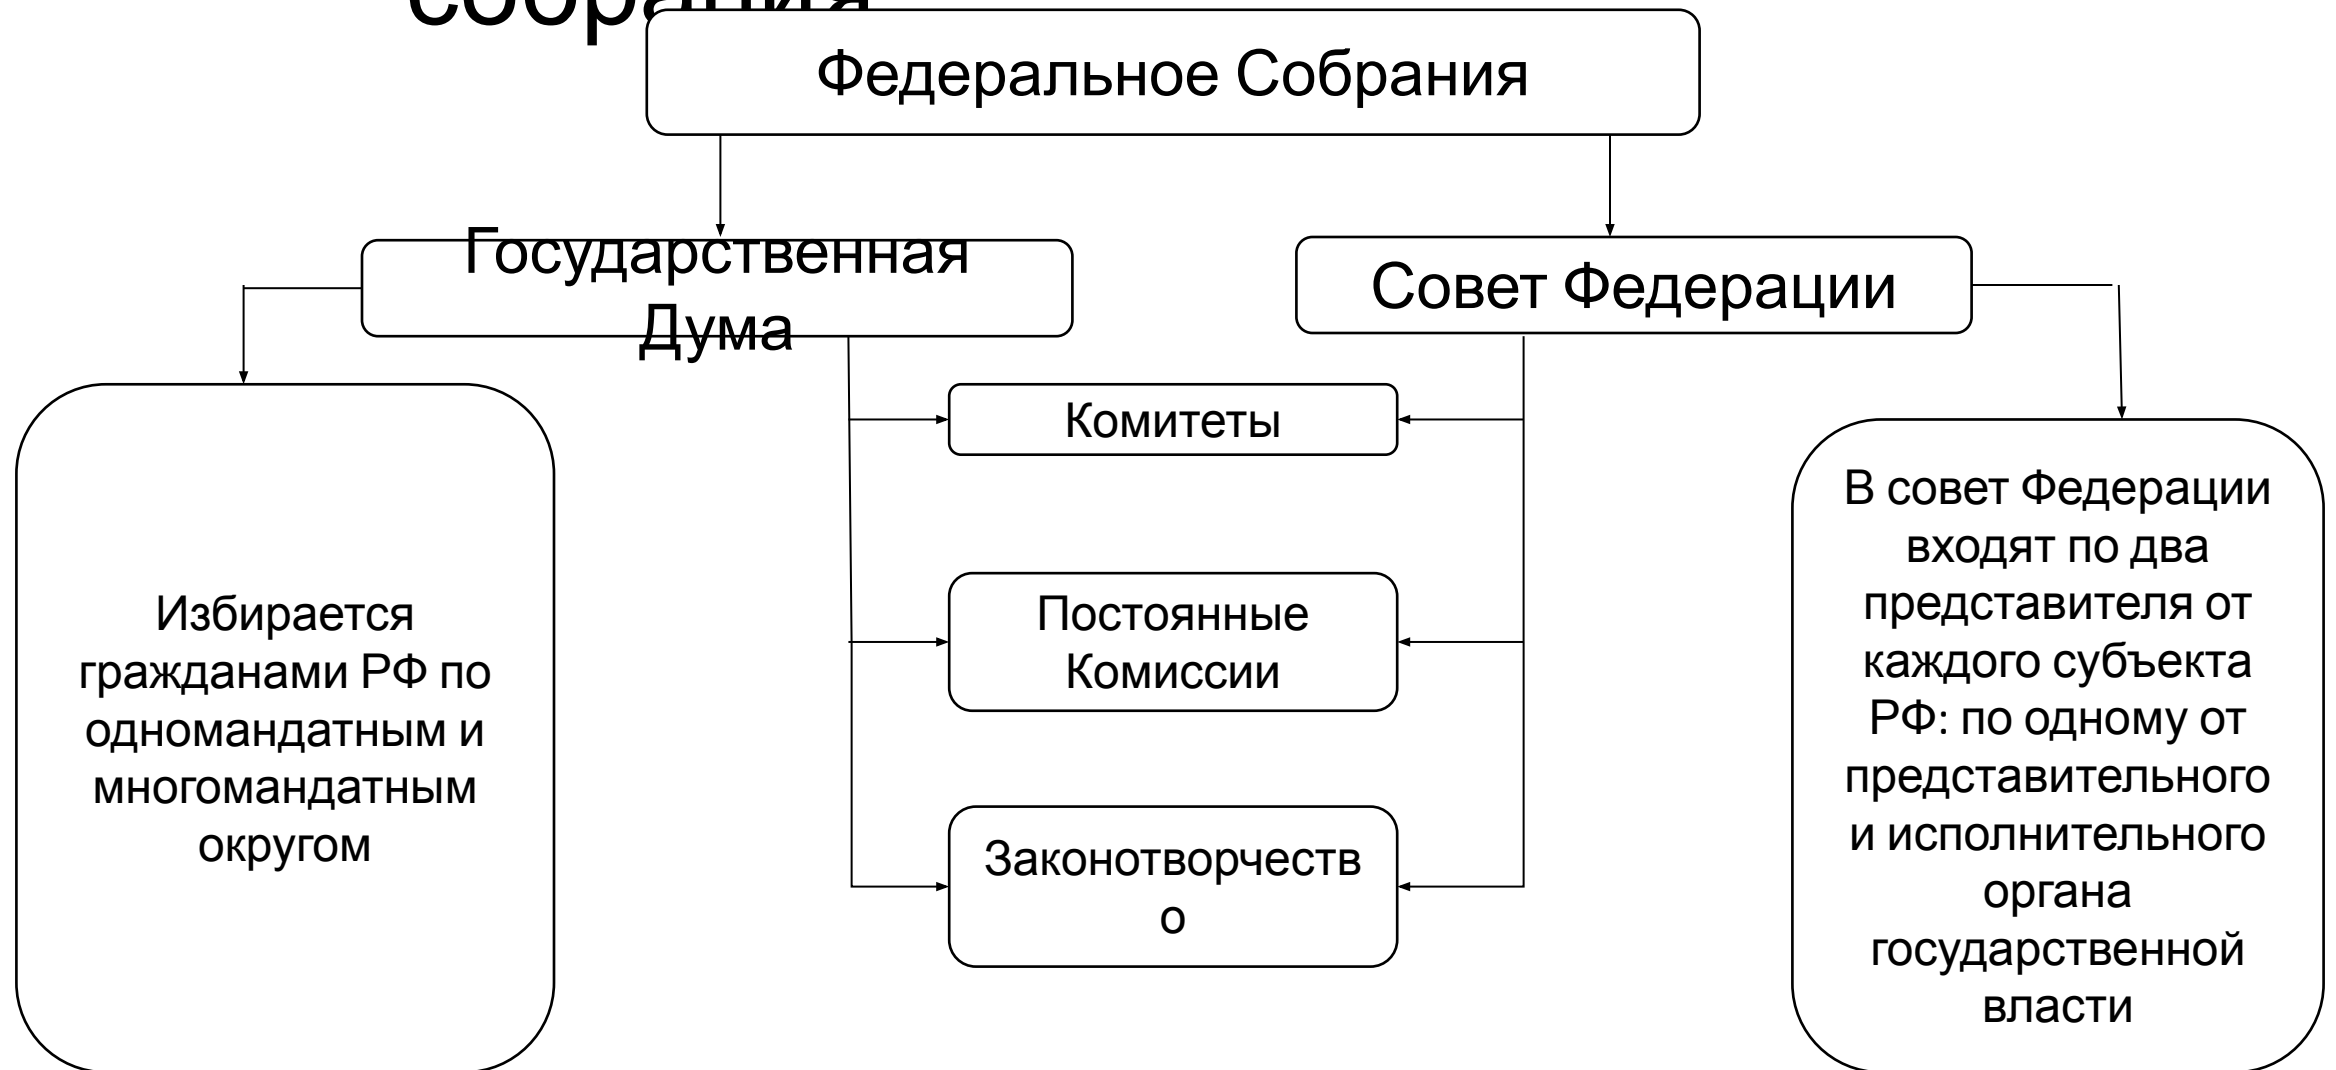 собрания
Федеральное Собрания
Государственная
Дума
Совет Федерации
Комитеты
Постоянные
Комиссии
Законотворчеств
о
Избирается
гражданами РФ по
одномандатным и
многомандатным
округом
В совет Федерации
входят по два
представителя от
каждого субъекта
РФ: по одному от
представительного
и исполнительного
органа
государственной
власти